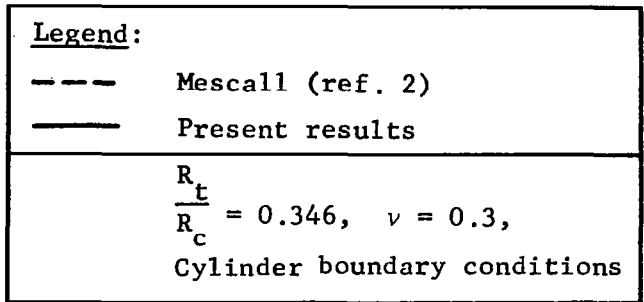 Legend:
Mescall (ref. 2)
Present results
R_t/R_c = 0.346, ν = 0.3,
Cylinder boundary conditions